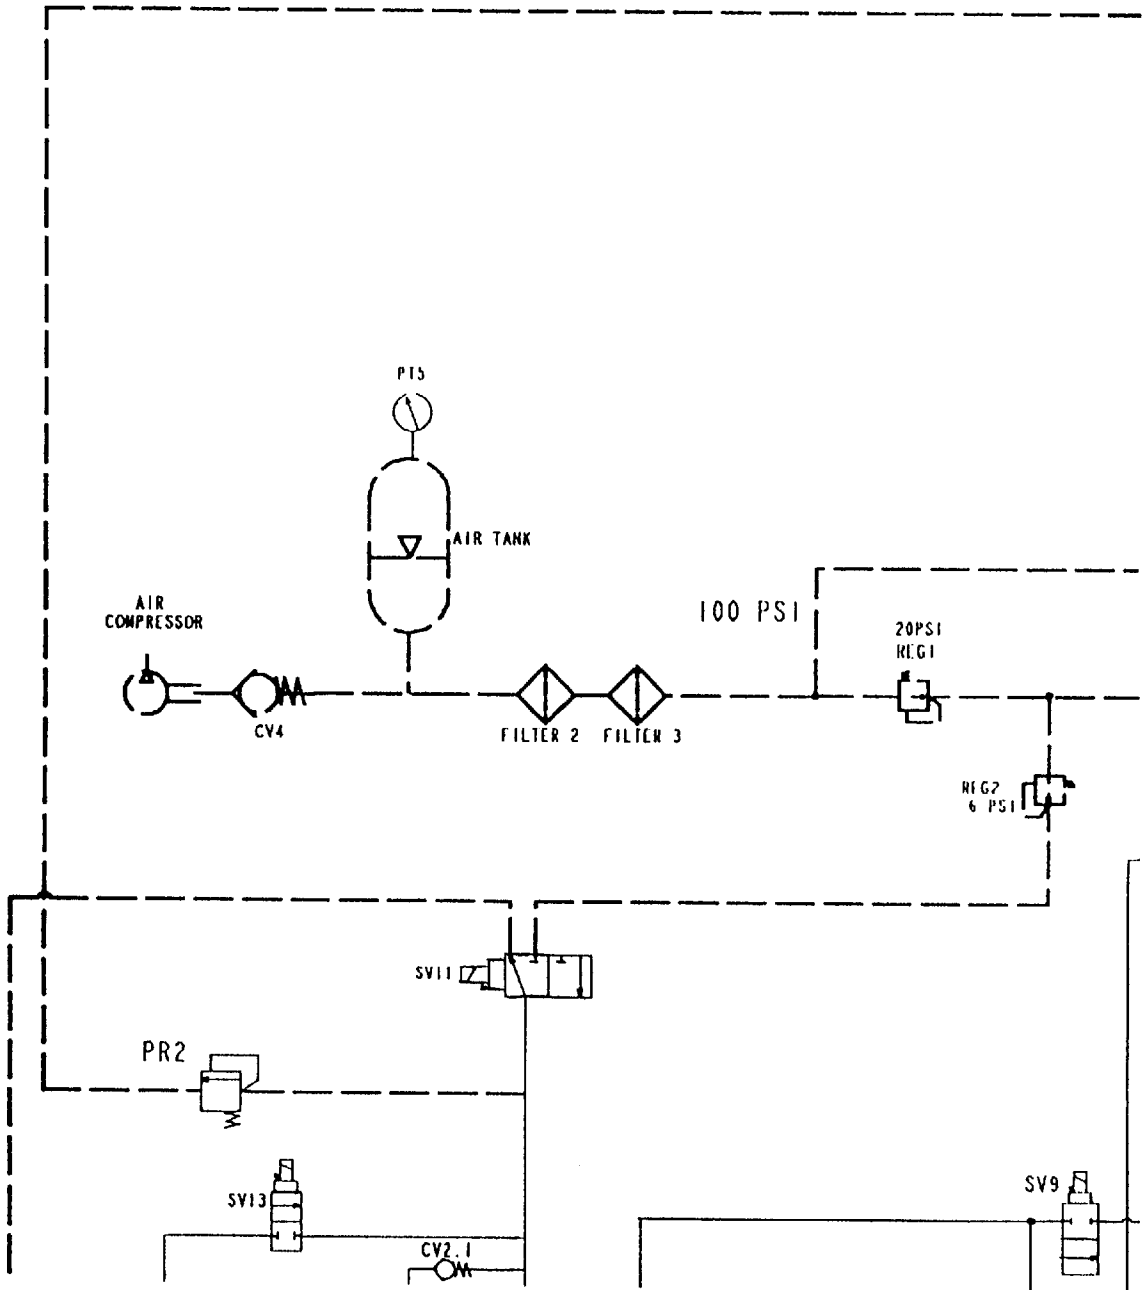 PT5
AIR TANK
AIR
COMPRESSOR
100 PSI
20PSI
REG1
CV4
FILTER 2
FILTER 3
REG2
6 PSI
SV11
PR2
SV13
SV9
CV2.1